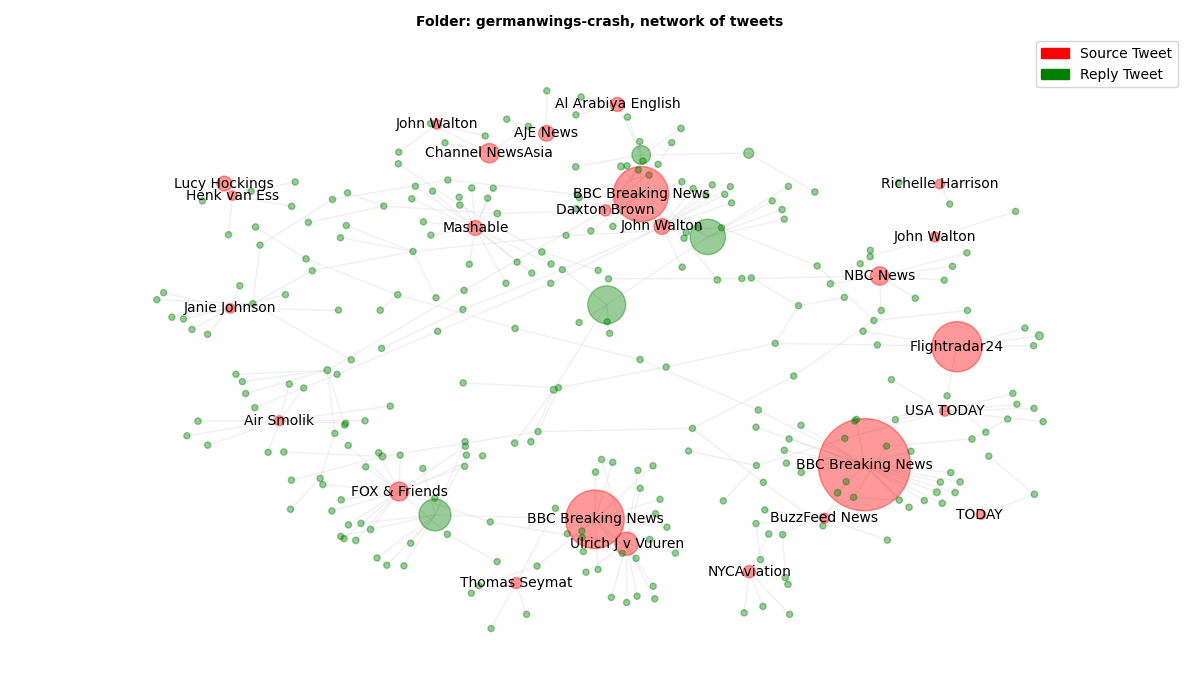 Folder: germanwings-crash, network of tweets
Source Tweet
Reply Tweet
Al Arabiya English
John Walton
AJE News
Channel NewsAsia
Lucy Hockings
Henk van Ess
BBC Breaking News
Richelle Harrison
Daxton Brown
Mashable
John Walton
John Walton
NBC News
Janie Johnson
Flightradar24
USA TODAY
Air Smolik
BBC Breaking News
FOX & Friends
BBC Breaking News
BuzzFeed News
TODAY
Ulrich J v Vuuren
NYCAviation
Thomas Seymat